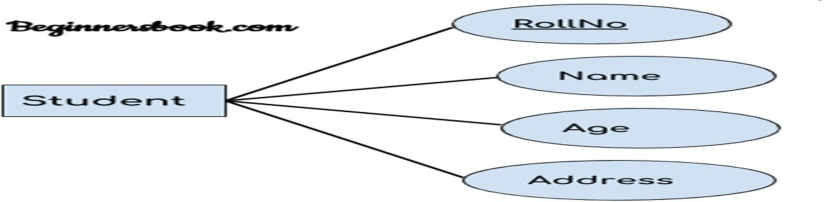 Beginnersbook.com
RollNo
Name
Student
Age
Address